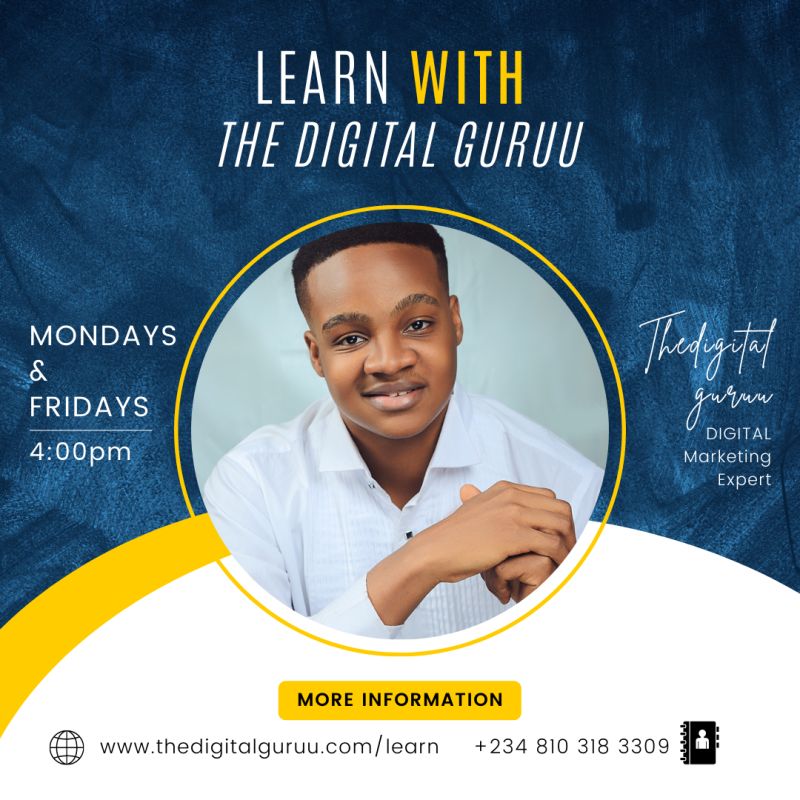 LEARN WITH
THE DIGITAL GURUU
MONDAYS
&
FRIDAYS
4:00pm
Thedigital
guruu
DIGITAL
Marketing
Expert
MORE INFORMATION
www.thedigitalguruu.com/learn
+234 810 318 3309